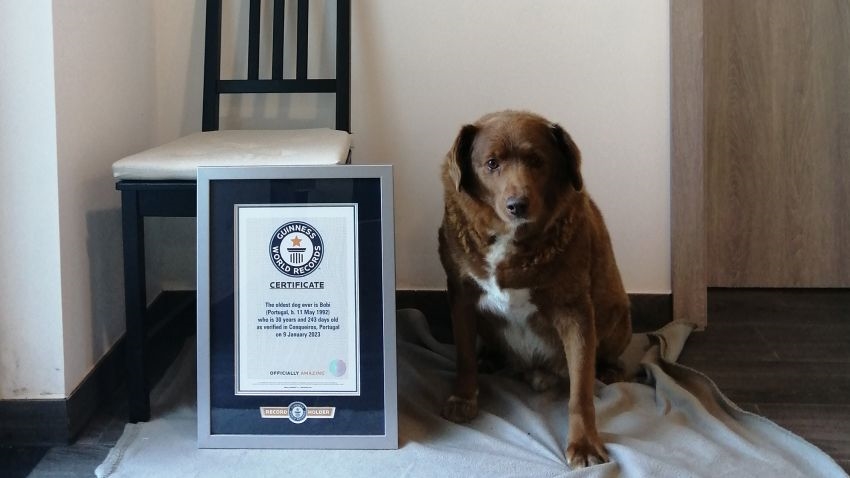 GUINNESS
WORLD RECORDS
CERTIFICATE
The oldest dog ever is Bobi
(Portugal, b. 11 May 1992)
who is 30 years and 243 days old
as verified in Conqueiros, Portugal
on 9 January 2023
OFFICIALLY AMAZING
RECORD HOLDER